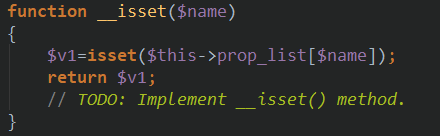 function __isset($name)
{
$v1=isset($this->prop_list[$name]);
return $v1;
// TODO: Implement __isset() method.
}